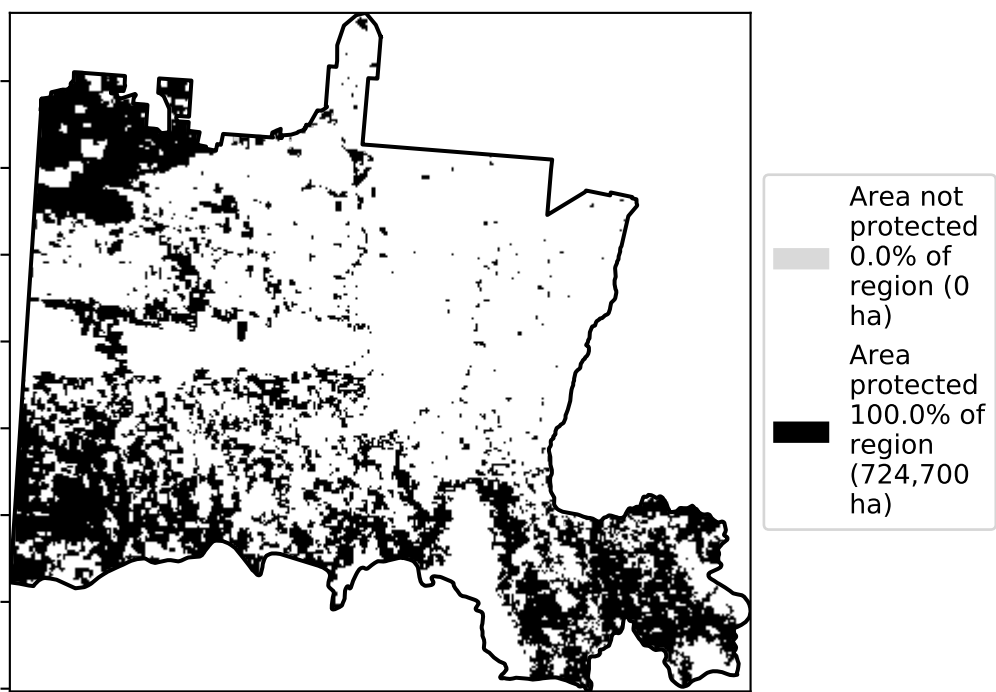 Area not
protected
0.0% of
region (0
ha)
Area
protected
100.0% of
region
(724,700
ha)